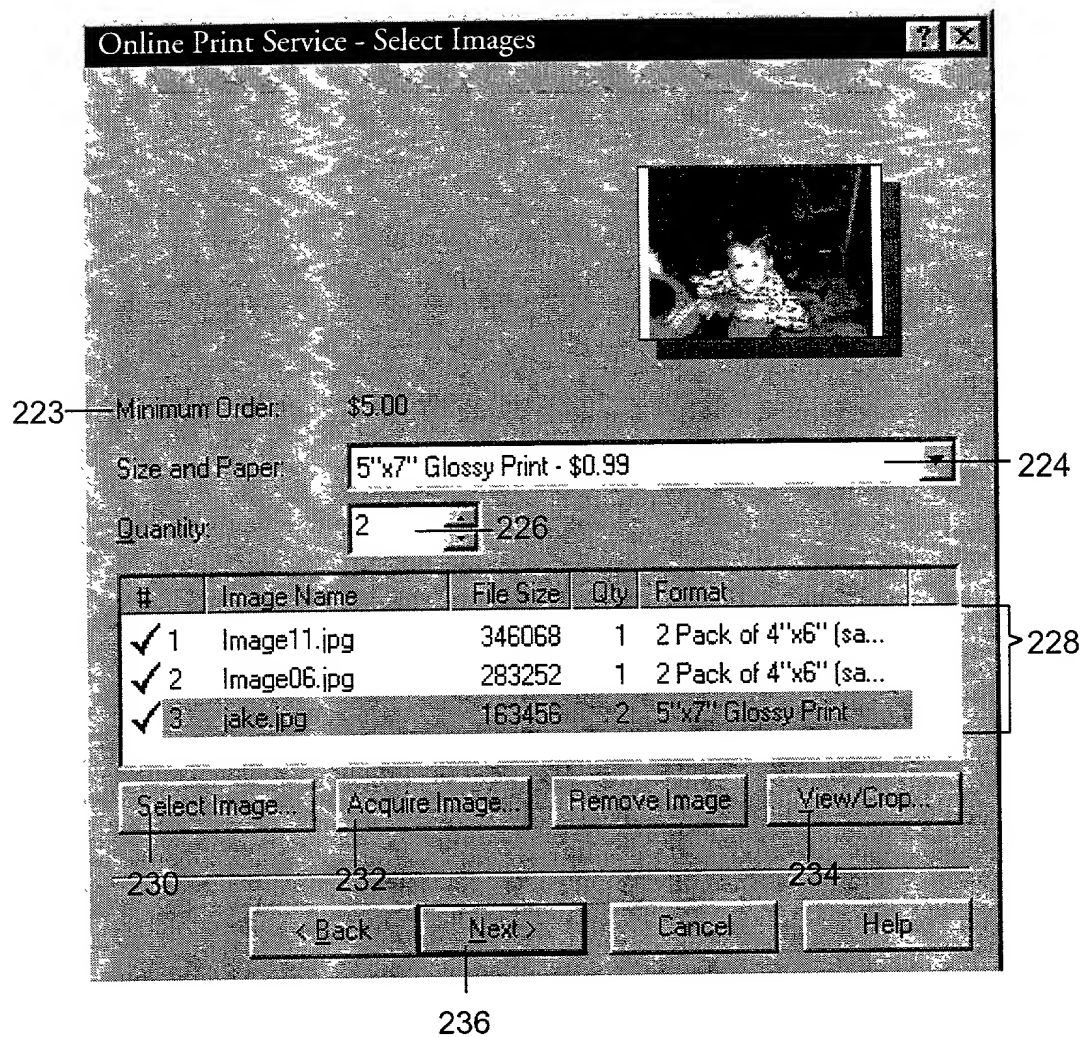 Online Print Service - Select Images ? X
223 Minimum Order: $5.00
Size and Paper: 5"x7" Glossy Print - $0.99 224
Quantity: 2 226
# Image Name File Size Qty Format
✓ 1 Image11.jpg 346068 1 2 Pack of 4"x6" (sa...
✓ 2 Image06.jpg 283252 1 2 Pack of 4"x6" (sa...
228
✓ 3 jake.jpg 163456 2 5"x7" Glossy Print
Select Image... Acquire Image... Remove Image View/Crop...
230 232 234
< Back Next > Cancel Help
236